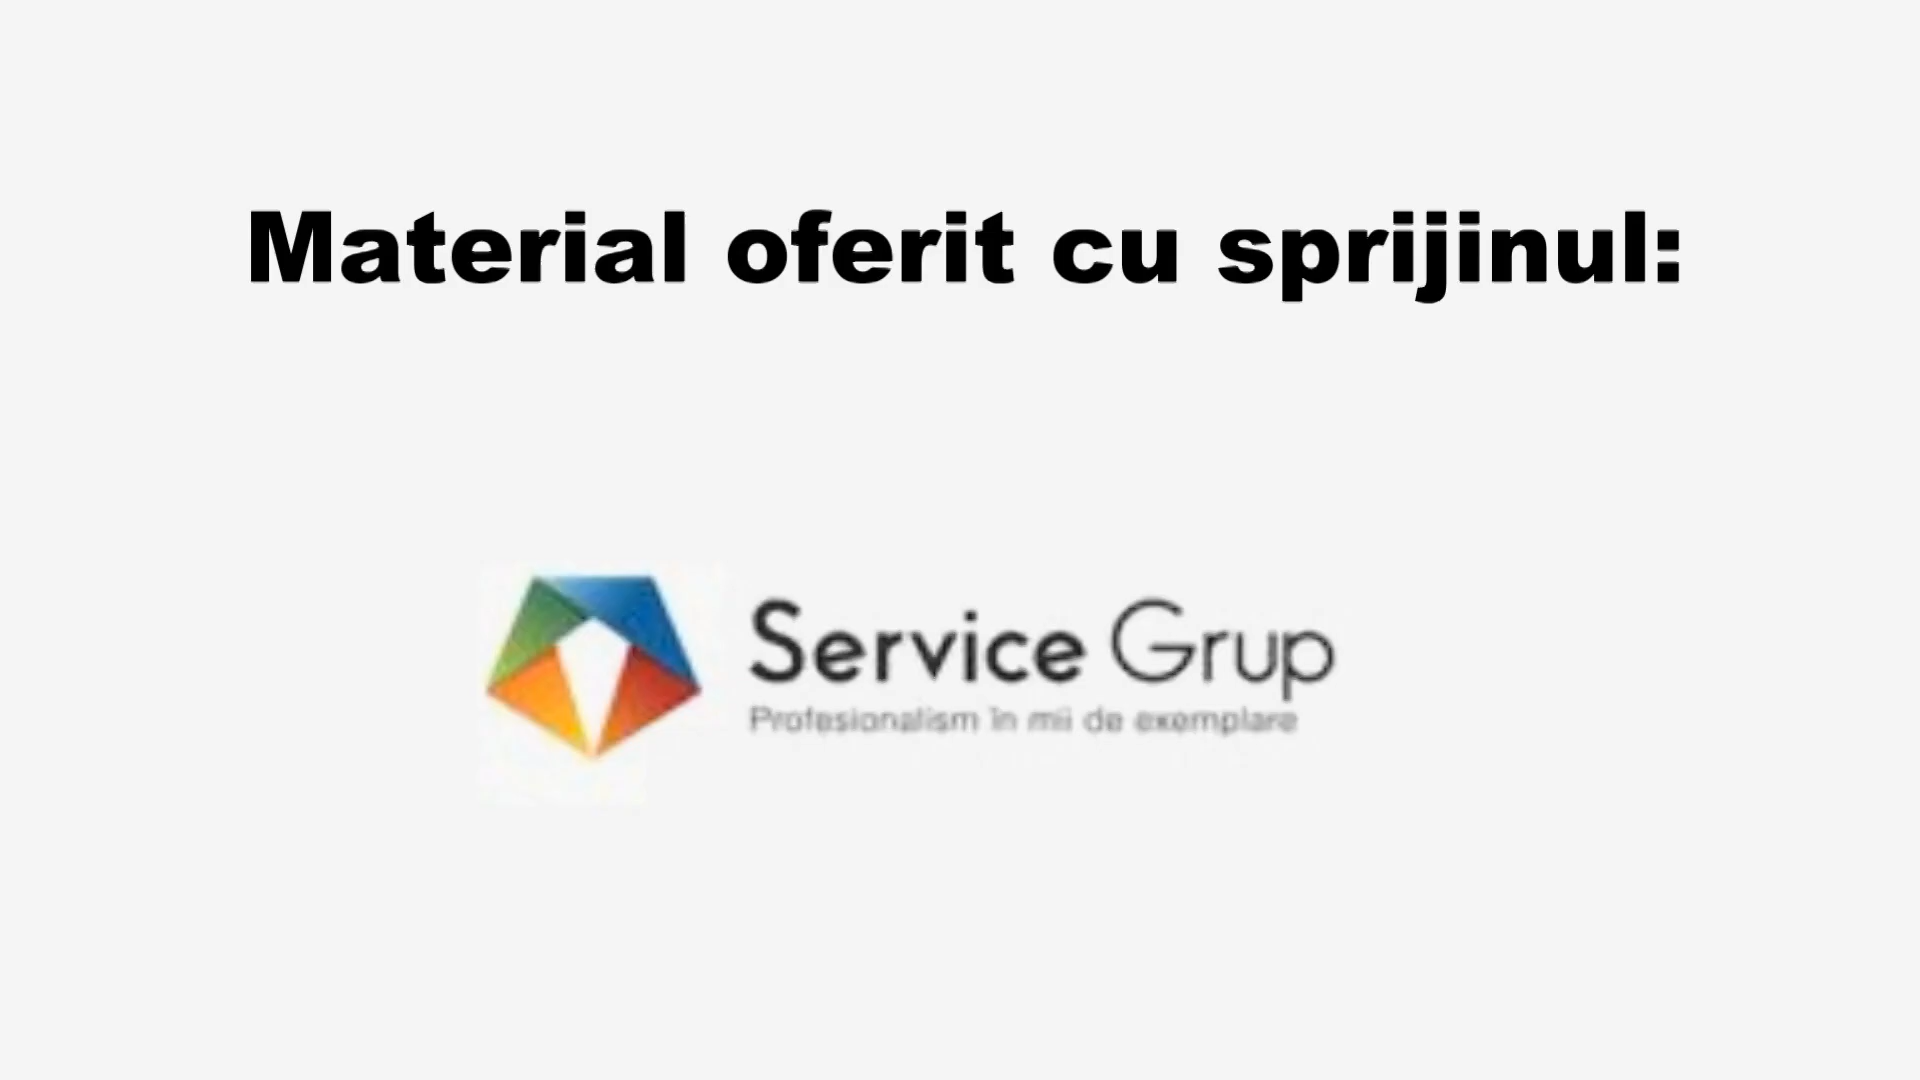 Material oferit cu sprijinul:
Service Grup
Profesionalism în mii de exemplare